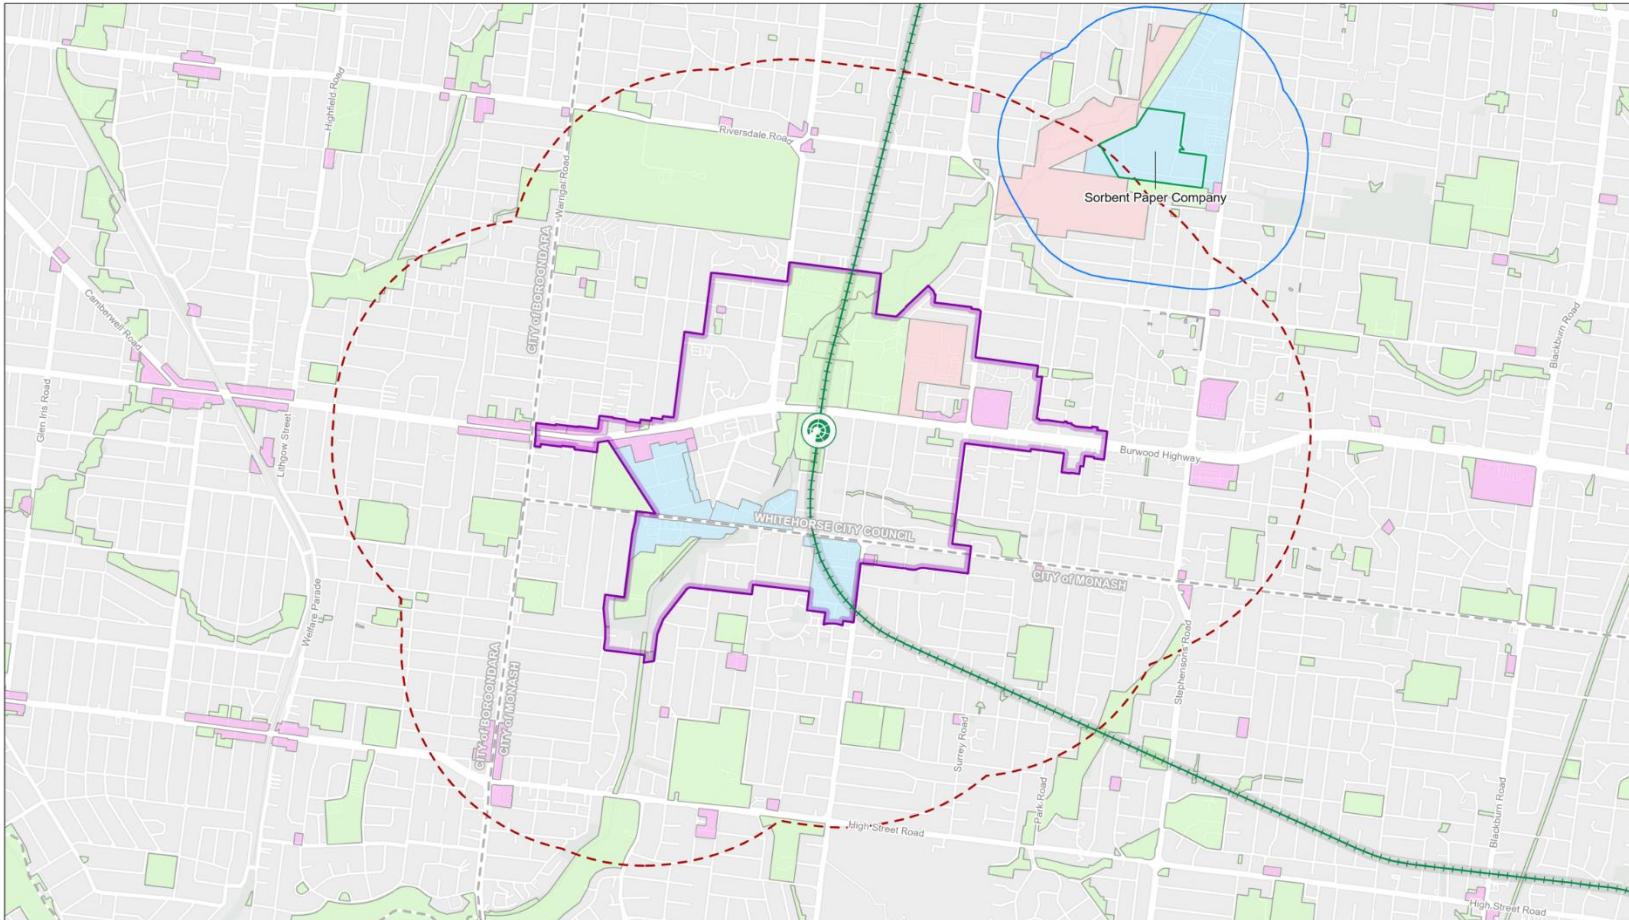 Highfield Road
Riversdale Road
Warrigal Road
Sorbent Paper Company
CITY of BOROONDARA
Camberwell Road
Blackburn Road
Glen Iris Road
Lithgow Street
Burwood Highway
WHITEHORSE CITY COUNCIL
CITY of MONASH
Welfare Parade
Stephensons Road
CITY of BOROONDARA
CITY of MONASH
Surrey Road
Park Road
Blackburn Road
High Street Road
High Street Road